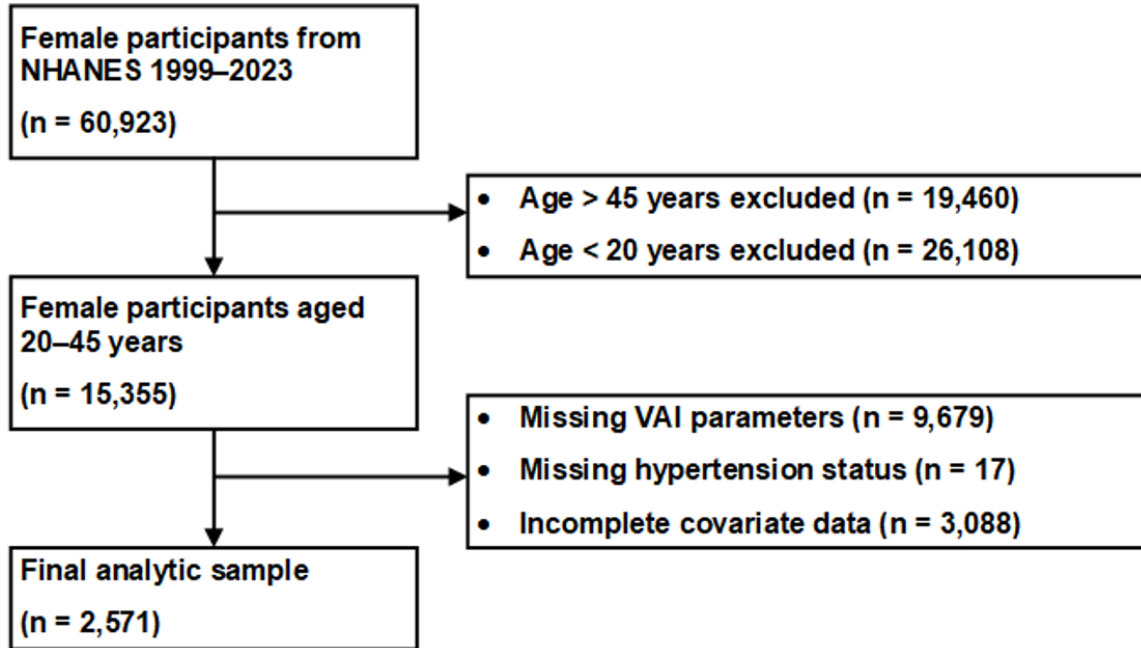 Female participants from
NHANES 1999–2023
(n = 60,923)
• Age > 45 years excluded (n = 19,460)
• Age < 20 years excluded (n = 26,108)
Female participants aged
20–45 years
(n = 15,355)
• Missing VAI parameters (n = 9,679)
• Missing hypertension status (n = 17)
• Incomplete covariate data (n = 3,088)
Final analytic sample
(n = 2,571)